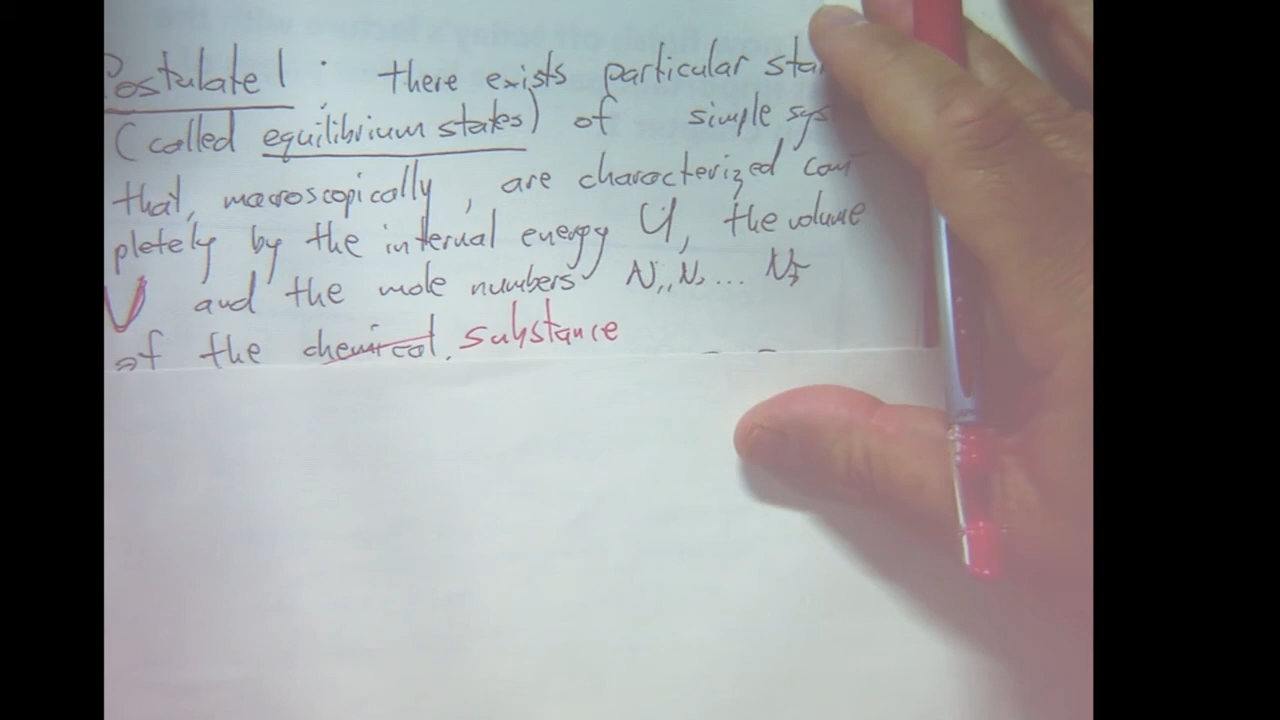 Postulate 1 : there exists particular sta
(called equilibrium states) of simple sys
that, macroscopically, are characterized com
pletely by the internal energy U, the volume
V and the mole numbers N1, N2 ... Nr
of the chemical. substance